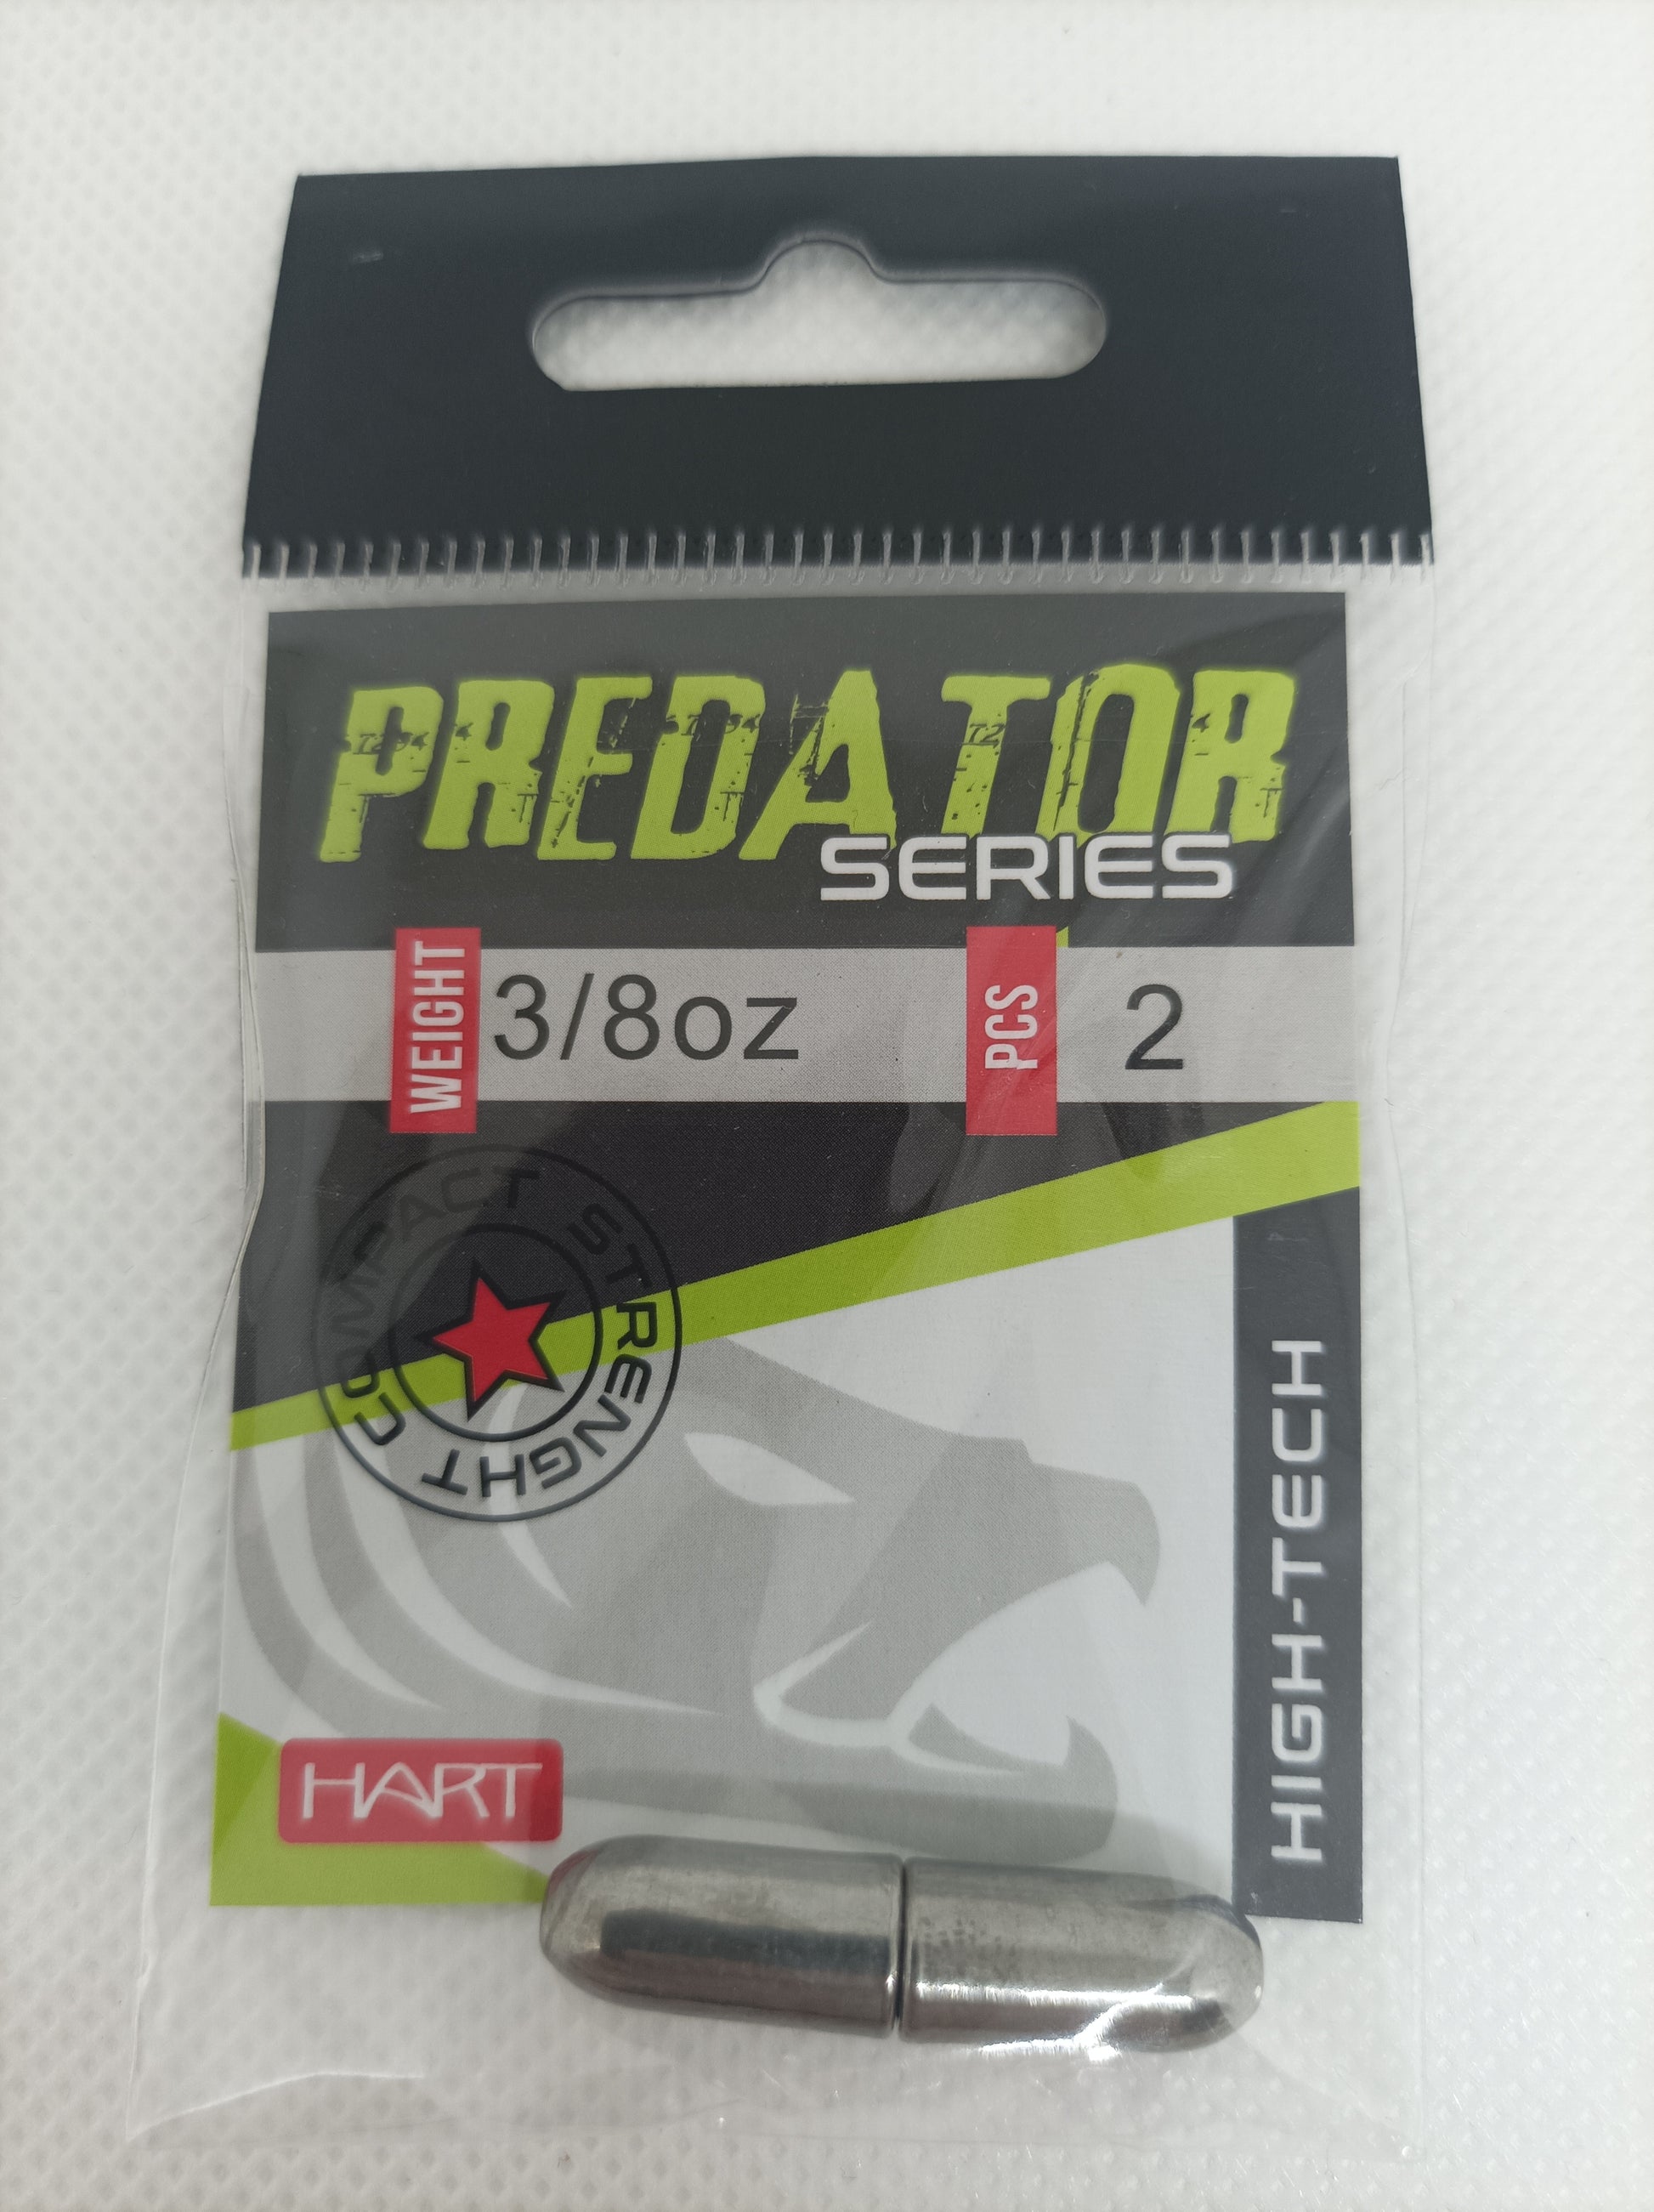 PREDATOR
SERIES
WEIGHT 3/8oz PCS 2
COMPACT STRENGHT
HIGH-TECH
HART